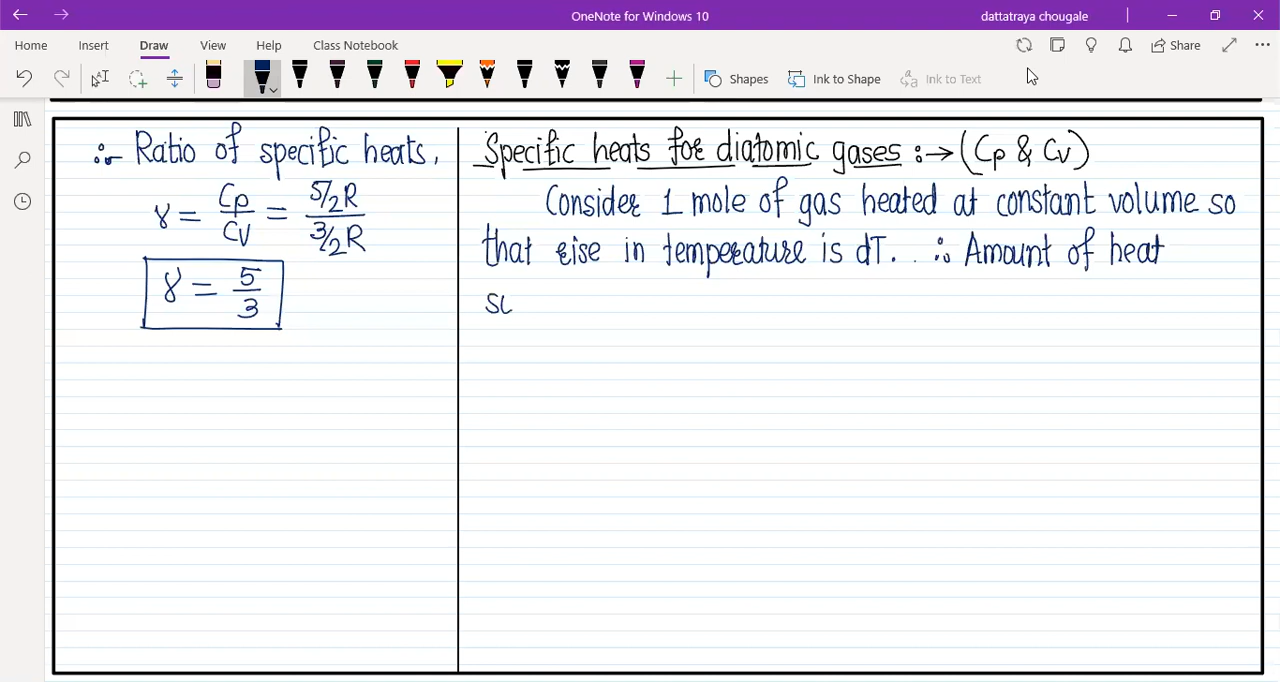 OneNote for Windows 10
dattatraya chougale
Home Insert Draw View Help Class Notebook
Share
Shapes Ink to Shape Ink to Text
∴ Ratio of specific heats,
γ = Cp/Cv = 5/2R / 3/2R
γ = 5/3
Specific heats for diatomic gases :→ (Cp & Cv)
Consider 1 mole of gas heated at constant volume so
that rise in temperature is dT. . ∴ Amount of heat
su